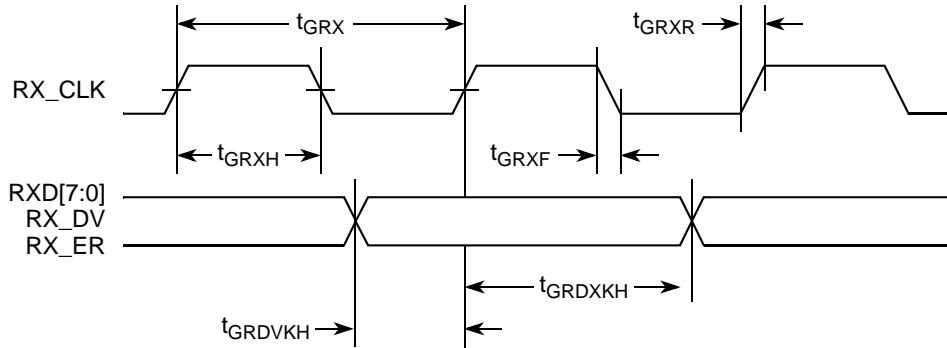 tGRX
tGRXR
RX_CLK
tGRXH
tGRXF
RXD[7:0]
RX_DV
RX_ER
tGRDXKH
tGRDVKH